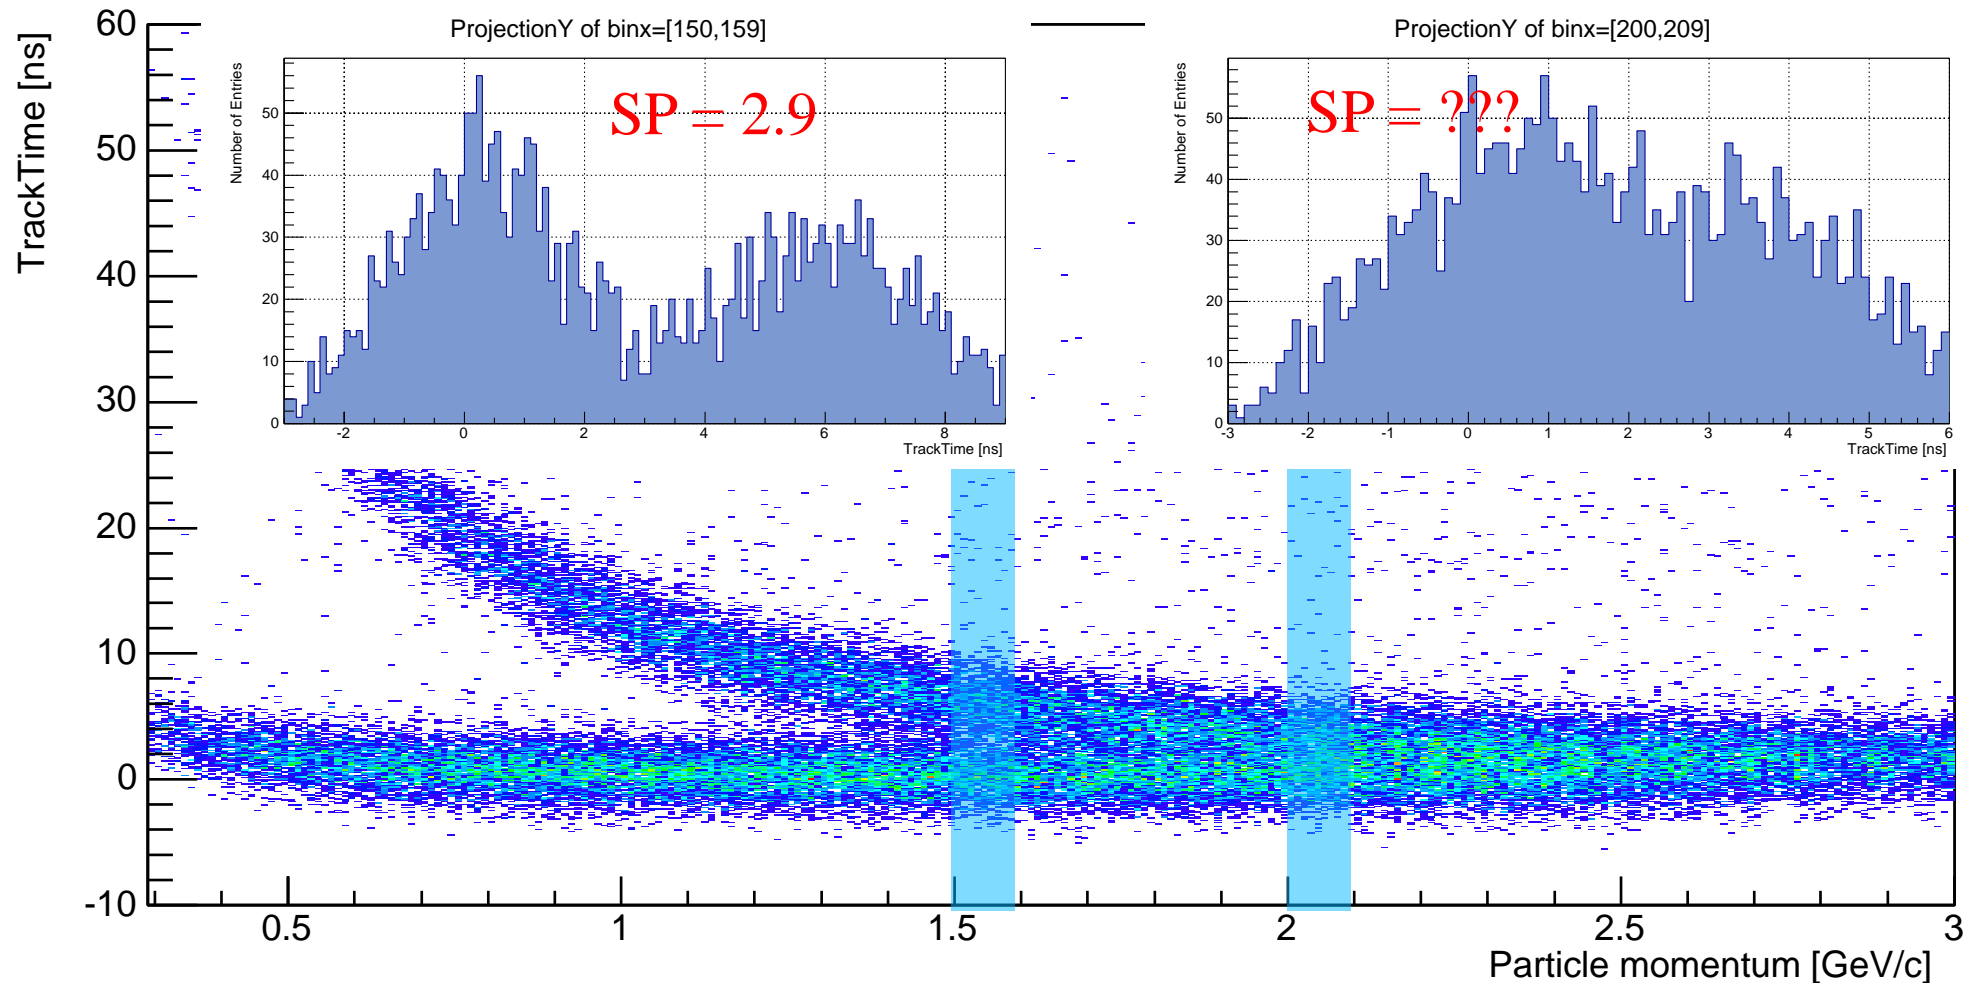 TrackTime [ns]
60
50
40
30
20
10
0
-10
ProjectionY of binx=[150,159]
Number of Entries
50
40
30
20
10
0
SP = 2.9
-2 0 2 4 6 8
TrackTime [ns]
ProjectionY of binx=[200,209]
Number of Entries
50
40
30
20
10
0
SP = ???
-3 -2 -1 0 1 2 3 4 5 6
TrackTime [ns]
0.5 1 1.5 2 2.5 3
Particle momentum [GeV/c]